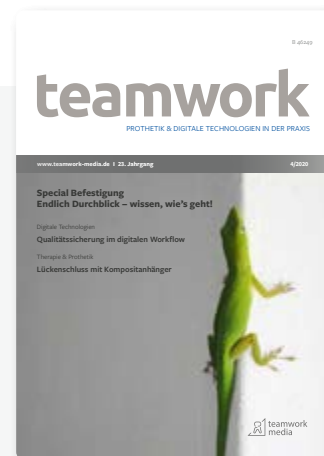 B 46249
teamwork
PROTHETIK & DIGITALE TECHNOLOGIEN IN DER PRAXIS
www.teamwork-media.de I 23. Jahrgang 4/2020
Special Befestigung
Endlich Durchblick – wissen, wie's geht!
Digitale Technologien
Qualitätssicherung im digitalen Workflow
Therapie & Prothetik
Lückenschluss mit Kompositanhänger
teamwork
media